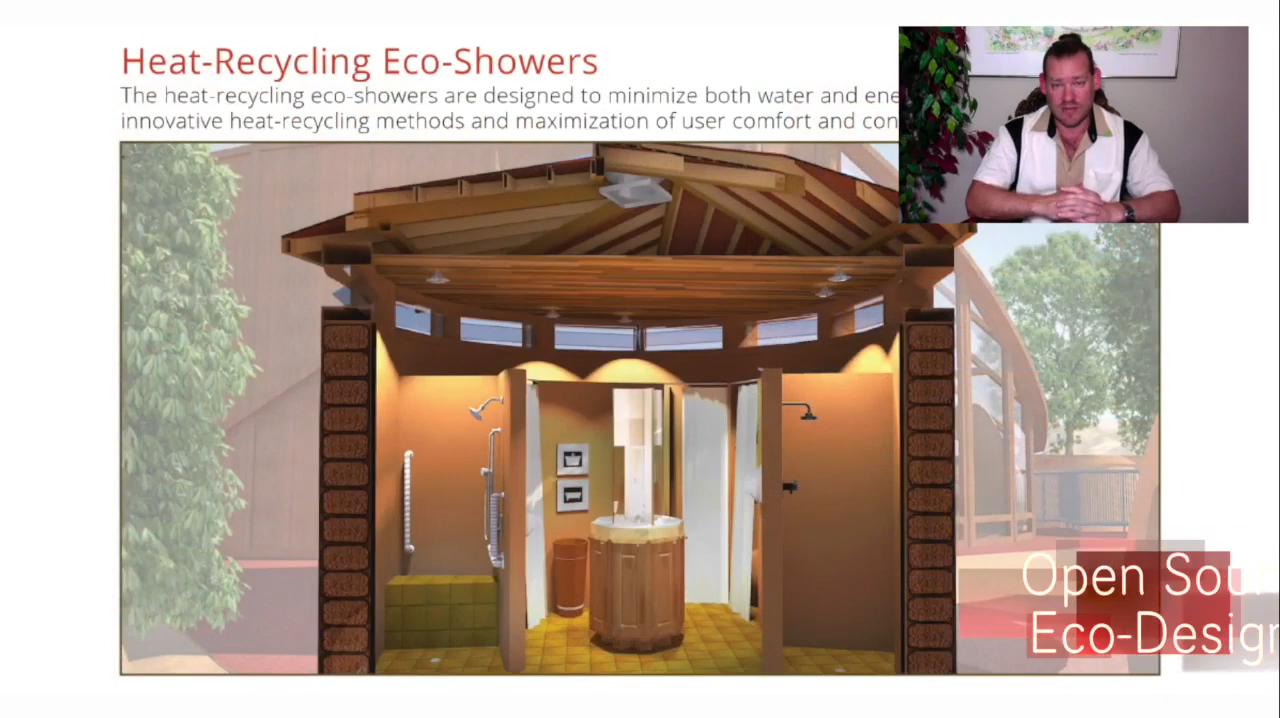 Heat-Recycling Eco-Showers
The heat-recycling eco-showers are designed to minimize both water and
innovative heat-recycling methods and maximization of user comfort and
Open
Eco-Design